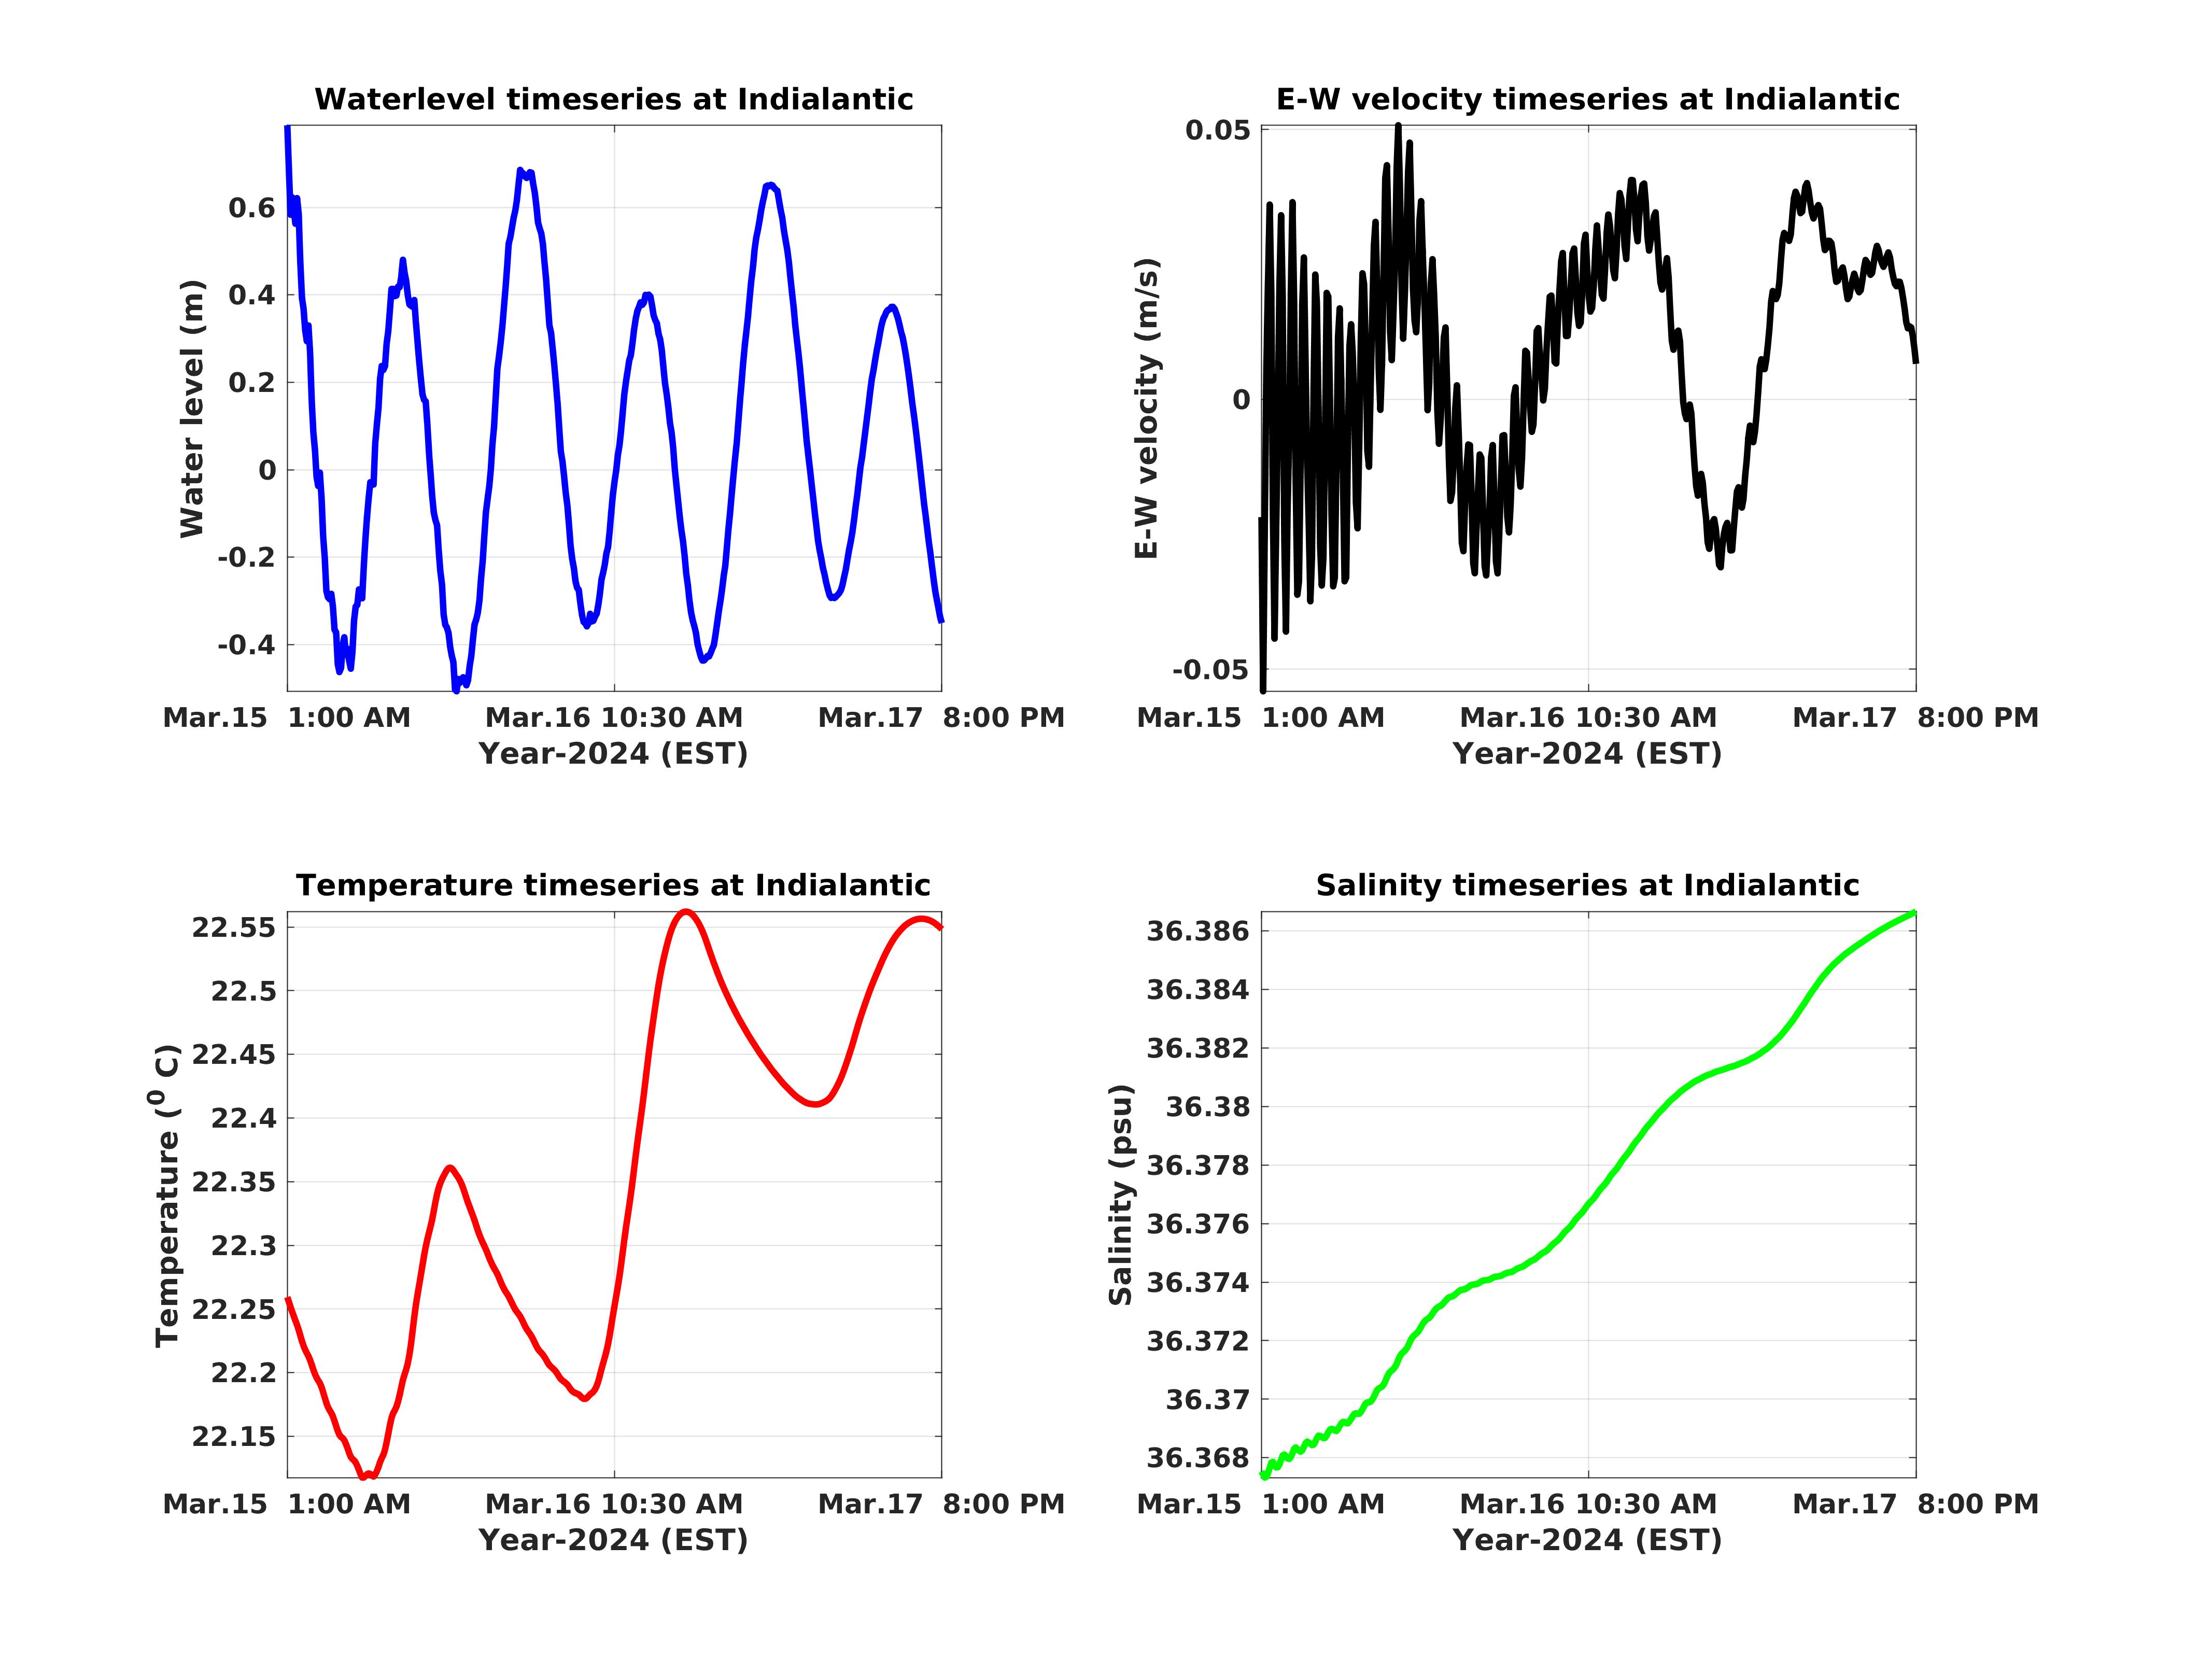 Waterlevel timeseries at Indialantic
Water level (m)
0.6
0.4
0.2
0
-0.2
-0.4
Mar.15 1:00 AM Mar.16 10:30 AM Mar.17 8:00 PM
Year-2024 (EST)
E-W velocity timeseries at Indialantic
E-W velocity (m/s)
0.05
0
-0.05
Mar.15 1:00 AM Mar.16 10:30 AM Mar.17 8:00 PM
Year-2024 (EST)
Temperature timeseries at Indialantic
Temperature (⁰ C)
22.55
22.5
22.45
22.4
22.35
22.3
22.25
22.2
22.15
Mar.15 1:00 AM Mar.16 10:30 AM Mar.17 8:00 PM
Year-2024 (EST)
Salinity timeseries at Indialantic
Salinity (psu)
36.386
36.384
36.382
36.38
36.378
36.376
36.374
36.372
36.37
36.368
Mar.15 1:00 AM Mar.16 10:30 AM Mar.17 8:00 PM
Year-2024 (EST)